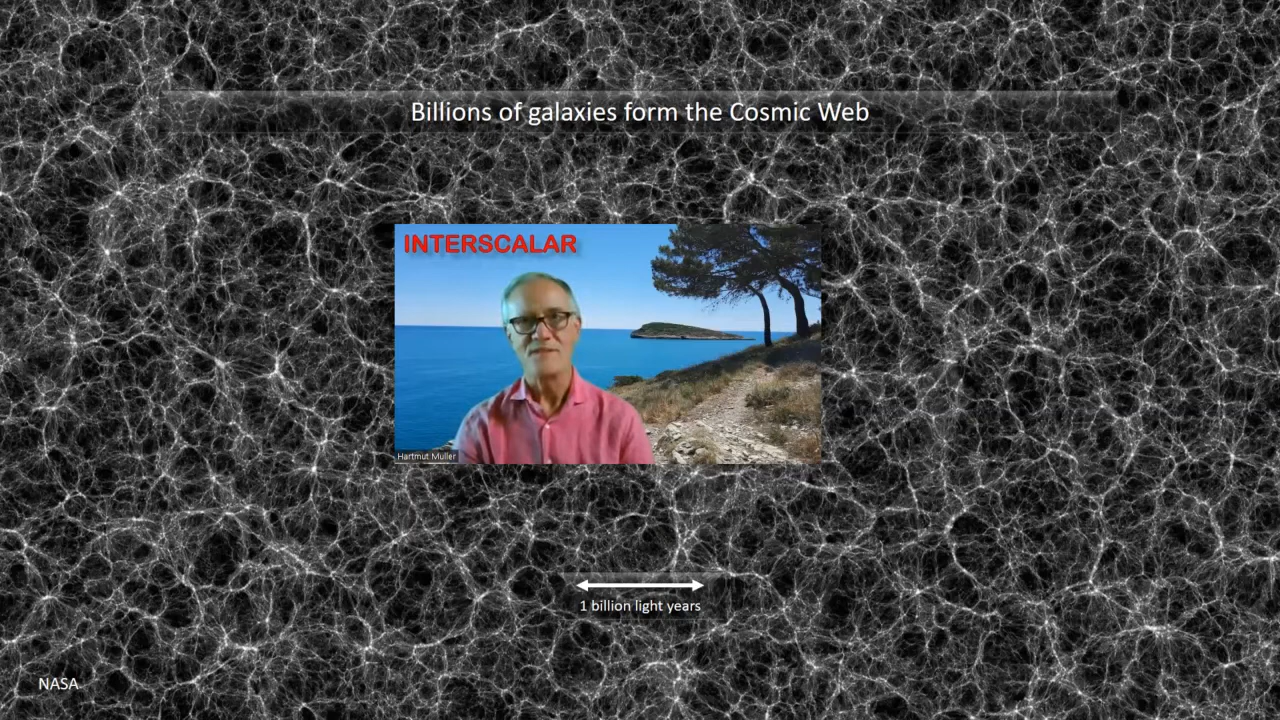 Billions of galaxies form the Cosmic Web
INTERSCALAR
Hartmut Müller
1 billion light years
NASA